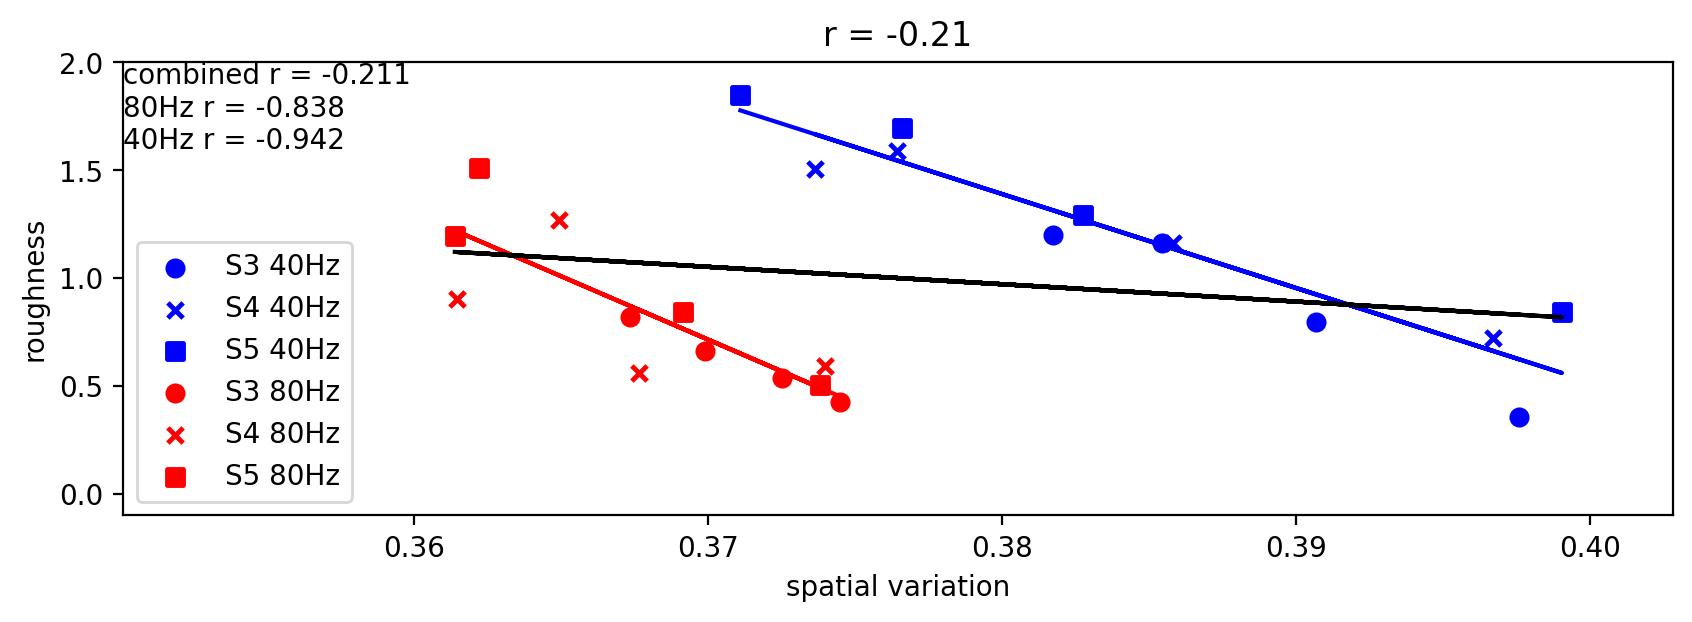 r = -0.21
combined r = -0.211
80Hz r = -0.838
40Hz r = -0.942
2.0
1.5
1.0
0.5
0.0
roughness
S3 40Hz
S4 40Hz
S5 40Hz
S3 80Hz
S4 80Hz
S5 80Hz
0.36 0.37 0.38 0.39 0.40
spatial variation